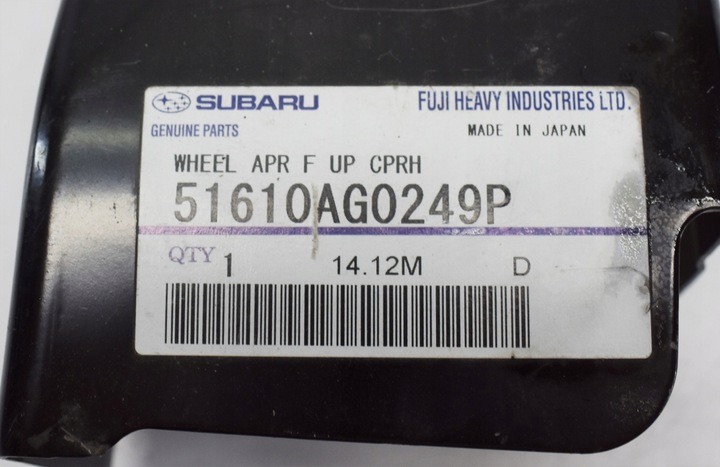 SUBARU FUJI HEAVY INDUSTRIES LTD.
GENUINE PARTS MADE IN JAPAN
WHEEL APR F UP CPRH
51610AG0249P
QTY 1 14.12M D